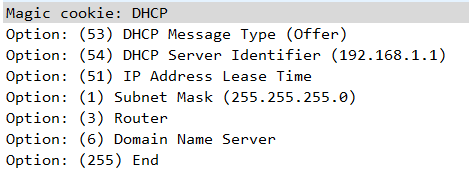 Magic cookie: DHCP
Option: (53) DHCP Message Type (Offer)
Option: (54) DHCP Server Identifier (192.168.1.1)
Option: (51) IP Address Lease Time
Option: (1) Subnet Mask (255.255.255.0)
Option: (3) Router
Option: (6) Domain Name Server
Option: (255) End